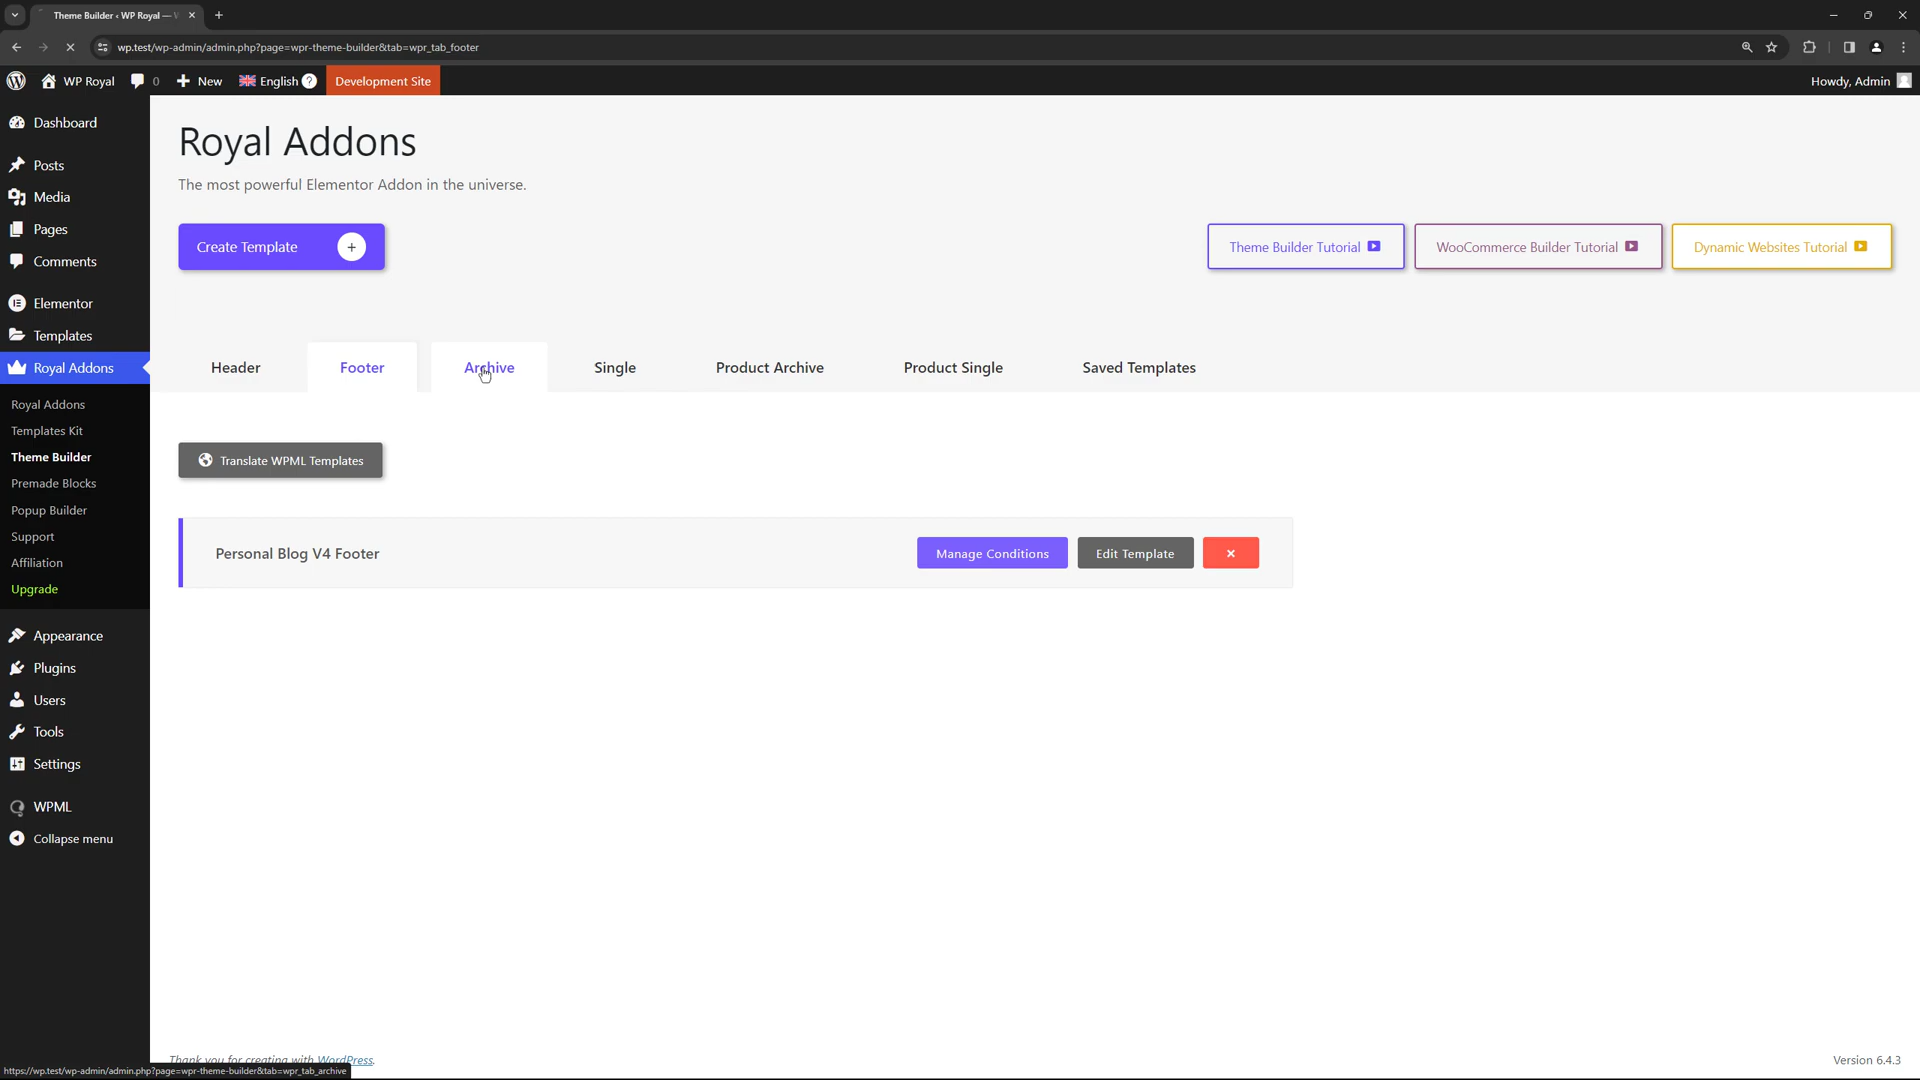 Theme Builder ‹ WP Royal —
wp.test/wp-admin/admin.php?page=wpr-theme-builder&tab=wpr_tab_footer
WP Royal
0
New
English
Development Site
Howdy, Admin
Dashboard
Posts
Media
Pages
Comments
Elementor
Templates
Royal Addons
Royal Addons
Templates Kit
Theme Builder
Premade Blocks
Popup Builder
Support
Affiliation
Upgrade
Appearance
Plugins
Users
Tools
Settings
WPML
Collapse menu
Royal Addons
The most powerful Elementor Addon in the universe.
Create Template
Theme Builder Tutorial
WooCommerce Builder Tutorial
Dynamic Websites Tutorial
Header
Footer
Archive
Single
Product Archive
Product Single
Saved Templates
Translate WPML Templates
Personal Blog V4 Footer
Manage Conditions
Edit Template
Thank you for creating with WordPress.
Version 6.4.3
https://wp.test/wp-admin/admin.php?page=wpr-theme-builder&tab=wpr_tab_archive